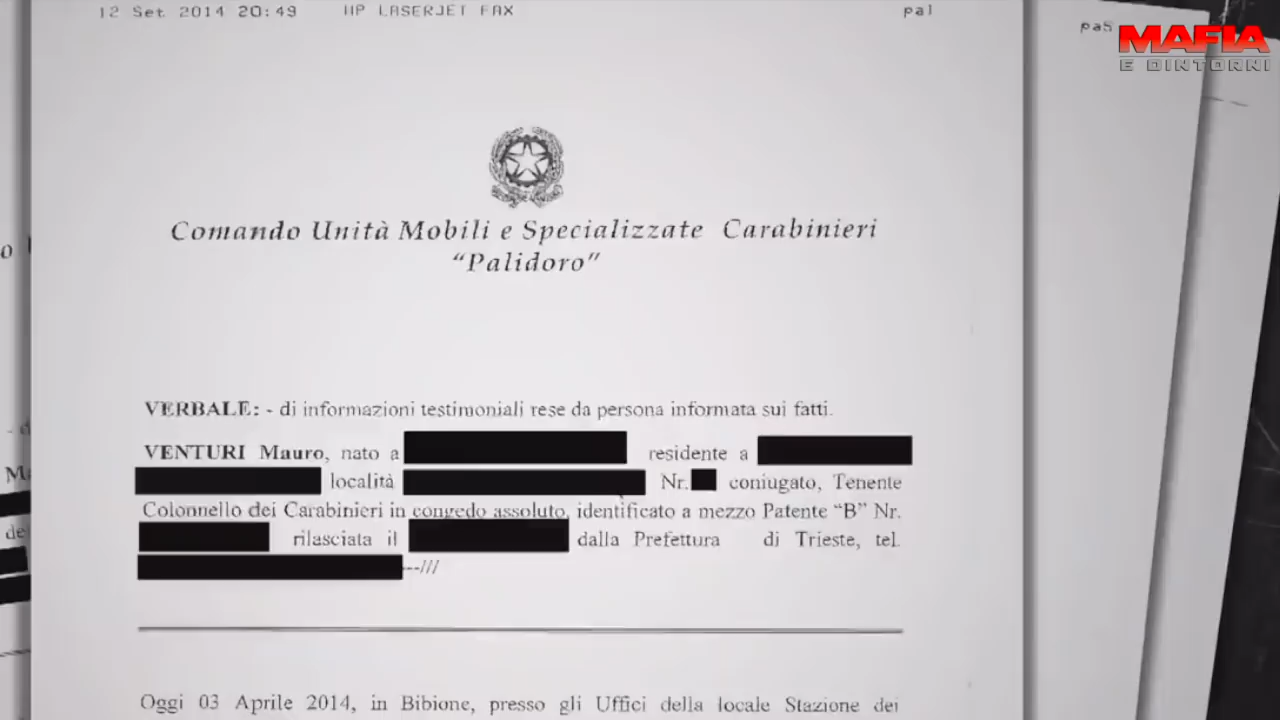 12 Set 2014 20:49 HP LASERJET FAX pa1
pa5
MAFIA
E DINTORNI
Comando Unità Mobili e Specializzate Carabinieri
“Palidoro”
VERBALE: - di informazioni testimoniali rese da persona informata sui fatti.
VENTURI Mauro, nato a residente a
località Nr. coniugato, Tenente
Colonnello dei Carabinieri in congedo assoluto, identificato a mezzo Patente “B” Nr.
rilasciata il dalla Prefettura di Trieste, tel.
---///
Oggi 03 Aprile 2014, in Bibione, presso gli Uffici della locale Stazione dei